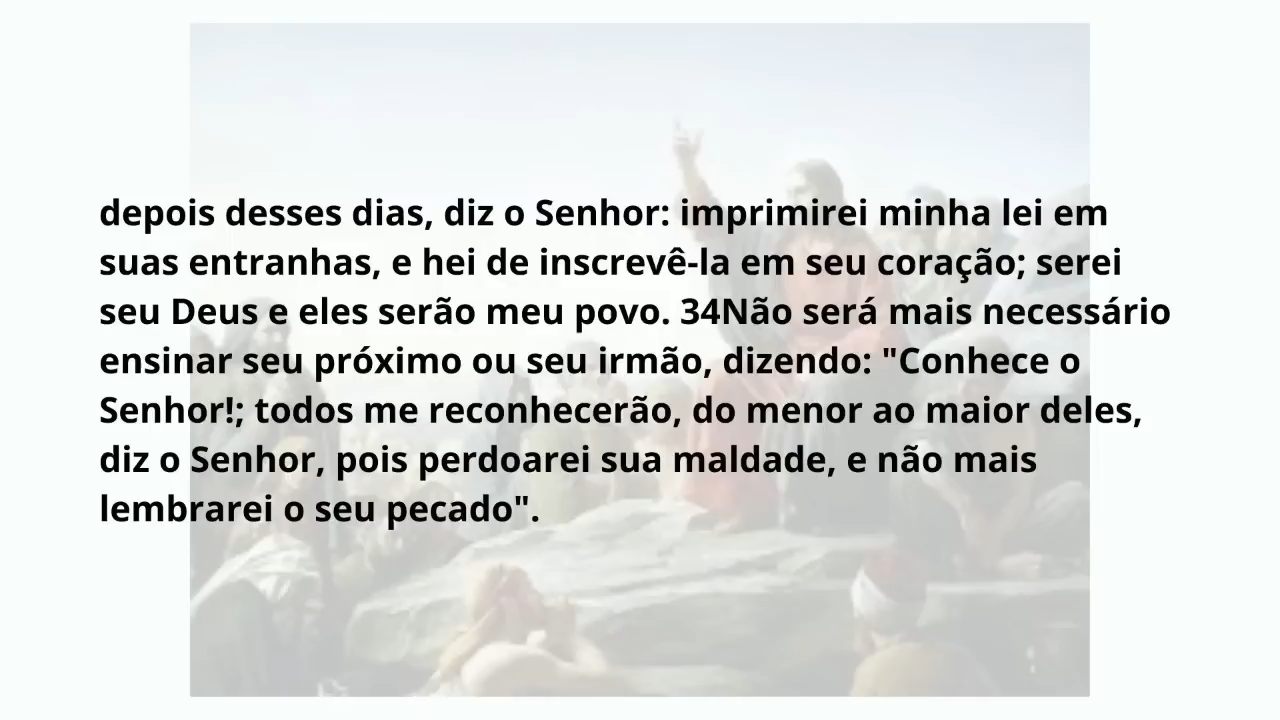 depois desses dias, diz o Senhor: imprimirei minha lei em
suas entranhas, e hei de inscrevê-la em seu coração; serei
seu Deus e eles serão meu povo. 34Não será mais necessário
ensinar seu próximo ou seu irmão, dizendo: "Conhece o
Senhor!; todos me reconhecerão, do menor ao maior deles,
diz o Senhor, pois perdoarei sua maldade, e não mais
lembrarei o seu pecado".